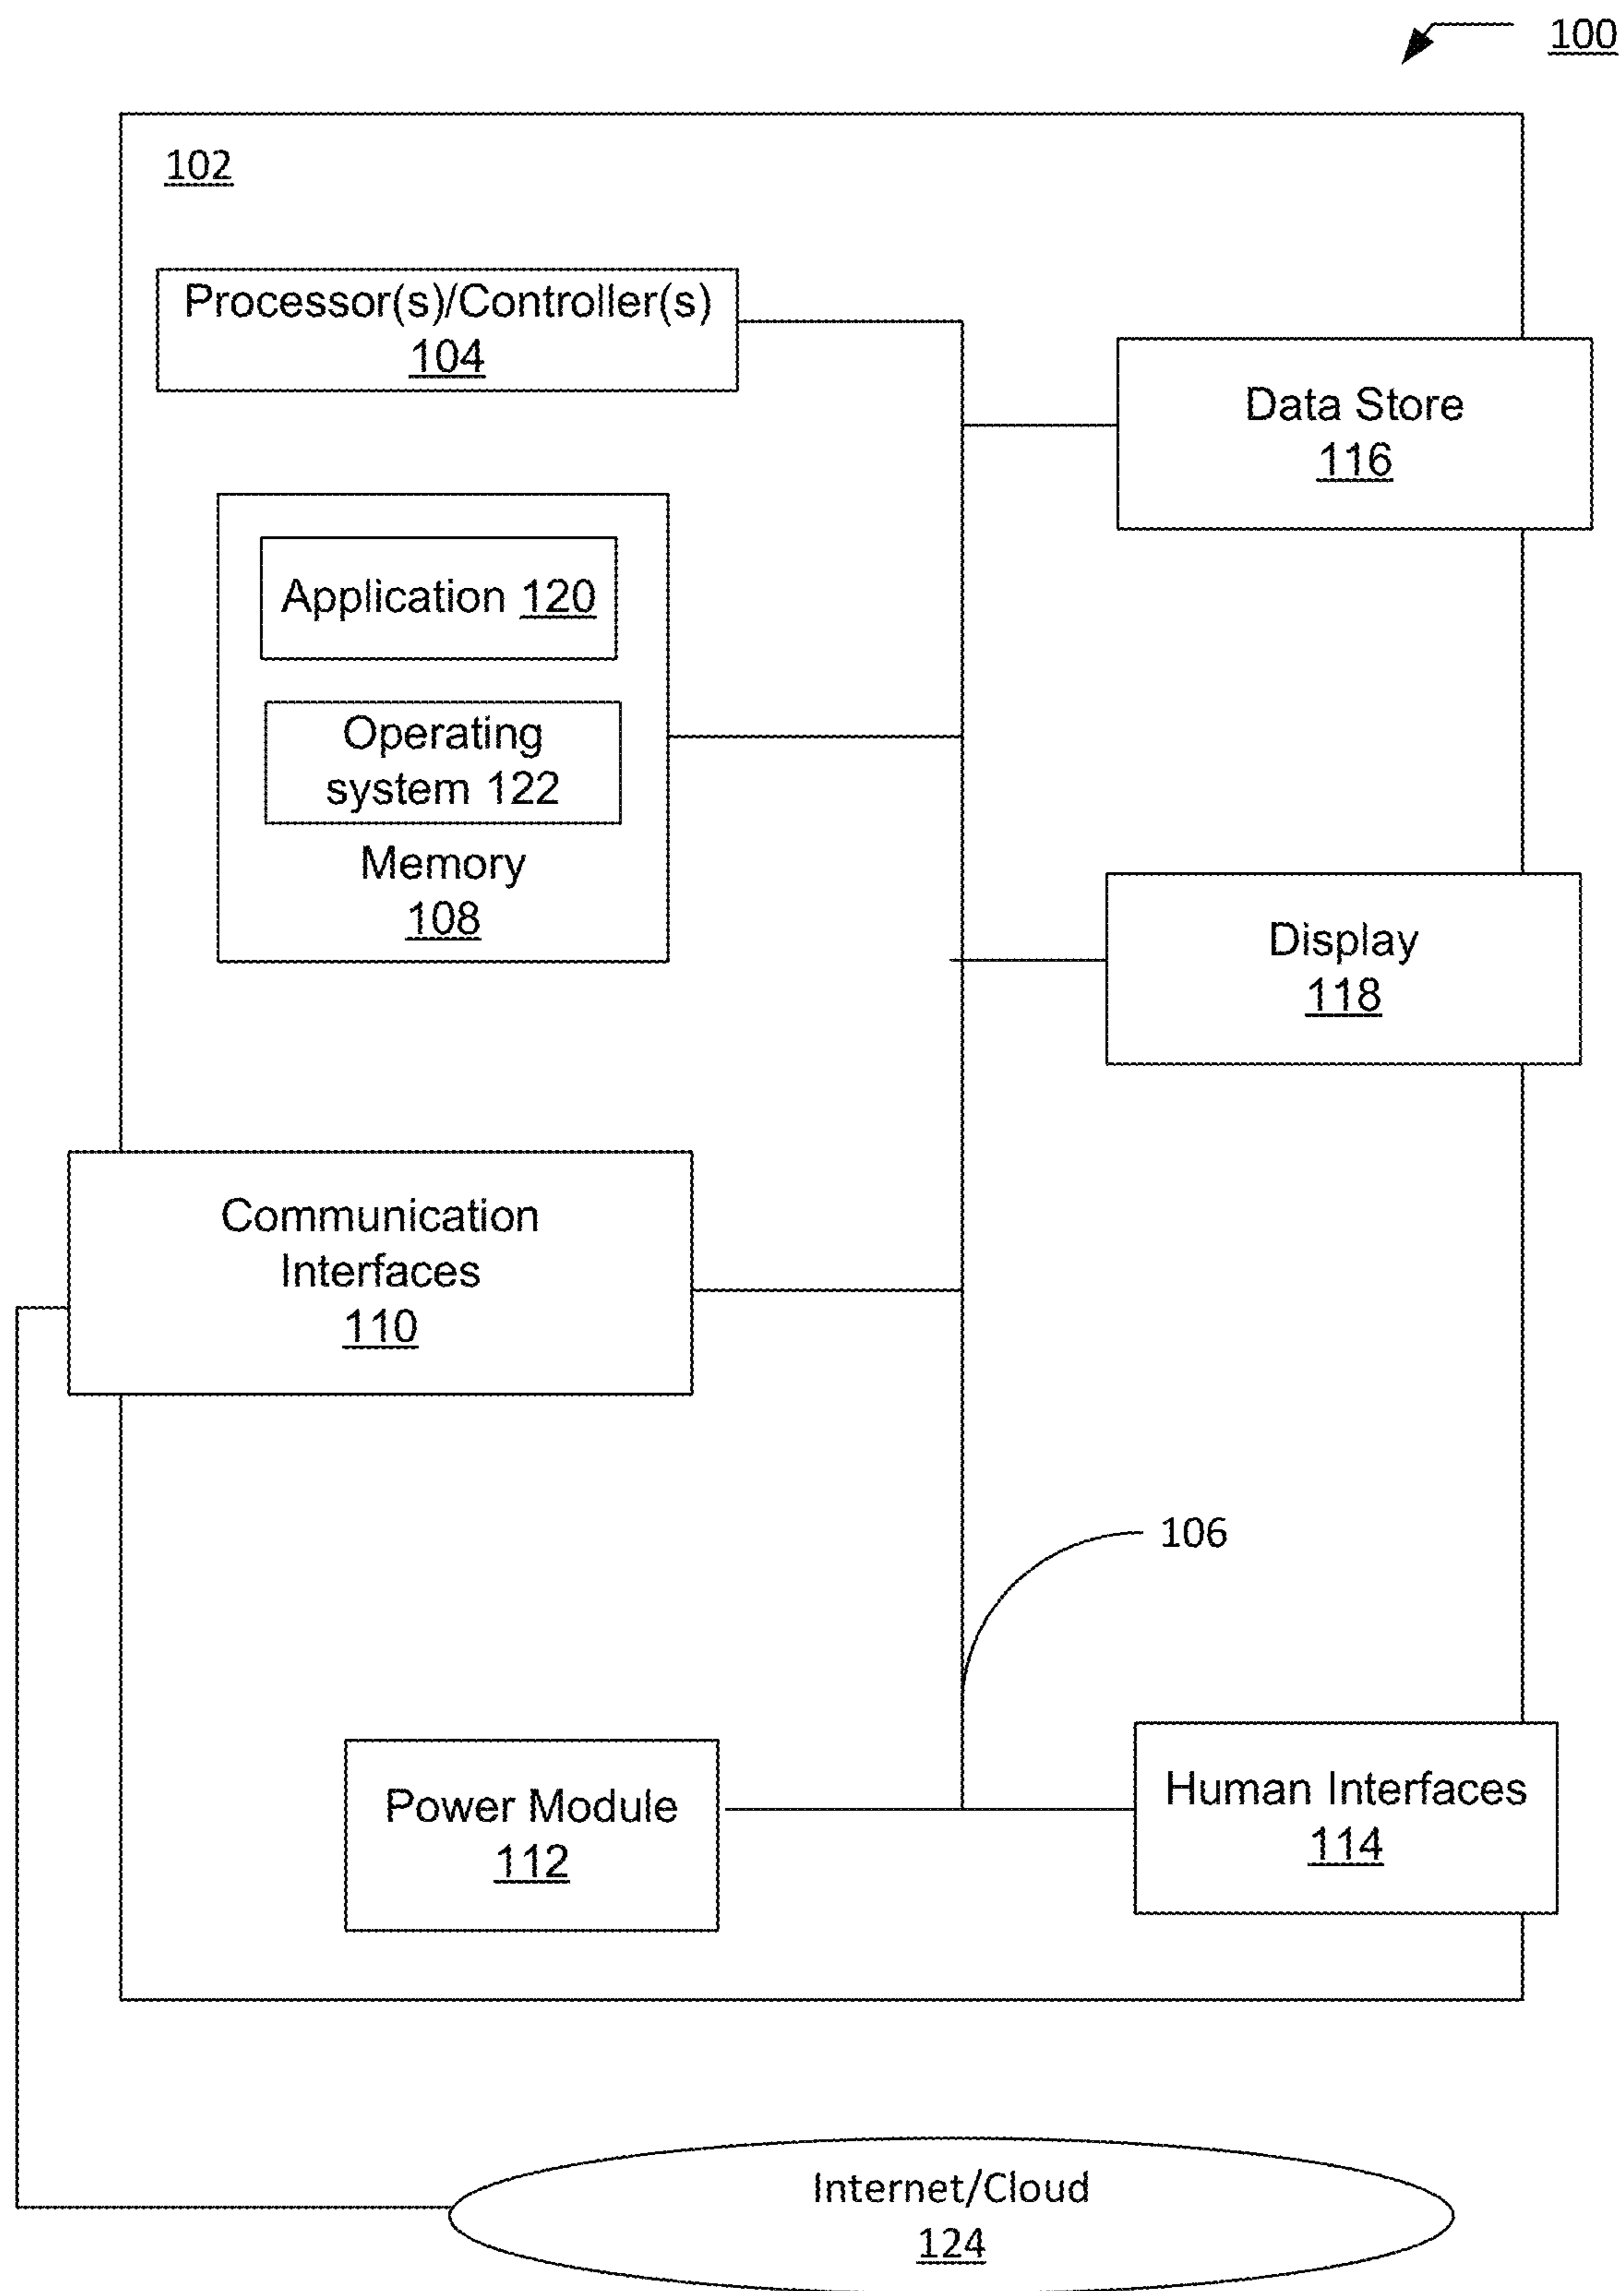 100
102
Processor(s)/Controller(s)
104
Data Store
116
Application 120
Operating
system 122
Memory
108
Display
118
Communication
Interfaces
110
106
Power Module
112
Human Interfaces
114
Internet/Cloud
124